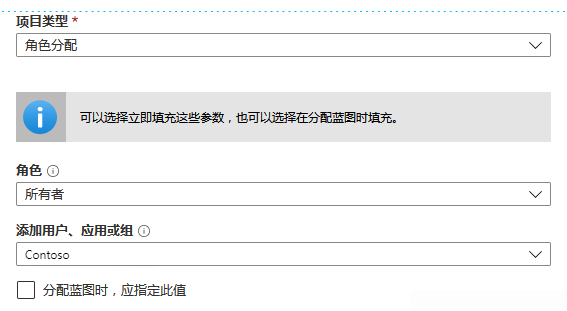 项目类型 *
角色分配
可以选择立即填充这些参数，也可以选择在分配蓝图时填充。
角色
所有者
添加用户、应用或组
Contoso
分配蓝图时，应指定此值